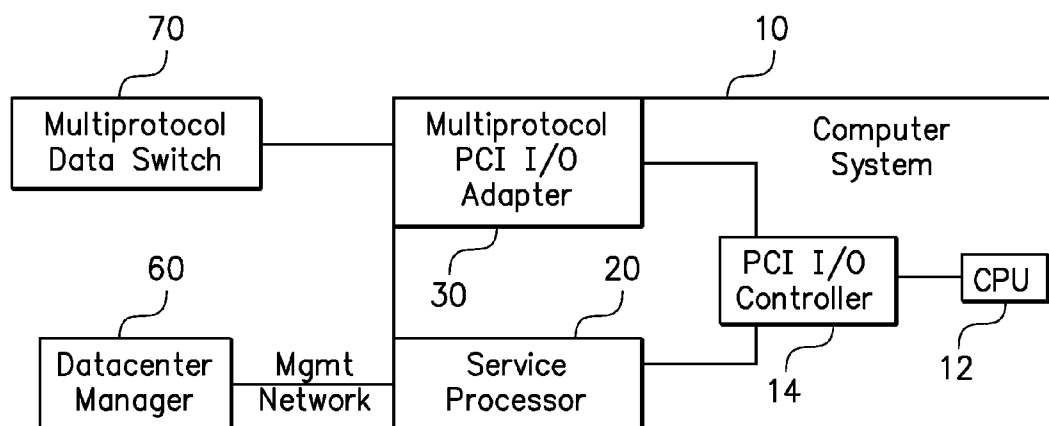 70
10
Multiprotocol
Data Switch
Multiprotocol
PCI I/O
Adapter
Computer
System
60
30
20
PCI I/O
Controller
CPU
Datacenter
Manager
Mgmt
Network
Service
Processor
14
12